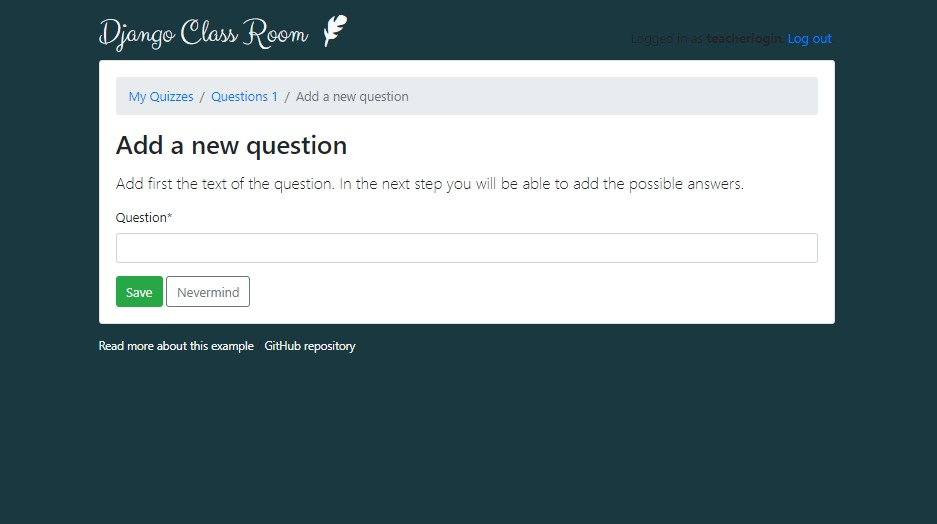 Django Class Room
Logged in as teacherlogin. Log out
My Quizzes / Questions 1 / Add a new question
Add a new question
Add first the text of the question. In the next step you will be able to add the possible answers.
Question*
Save Nevermind
Read more about this example GitHub repository